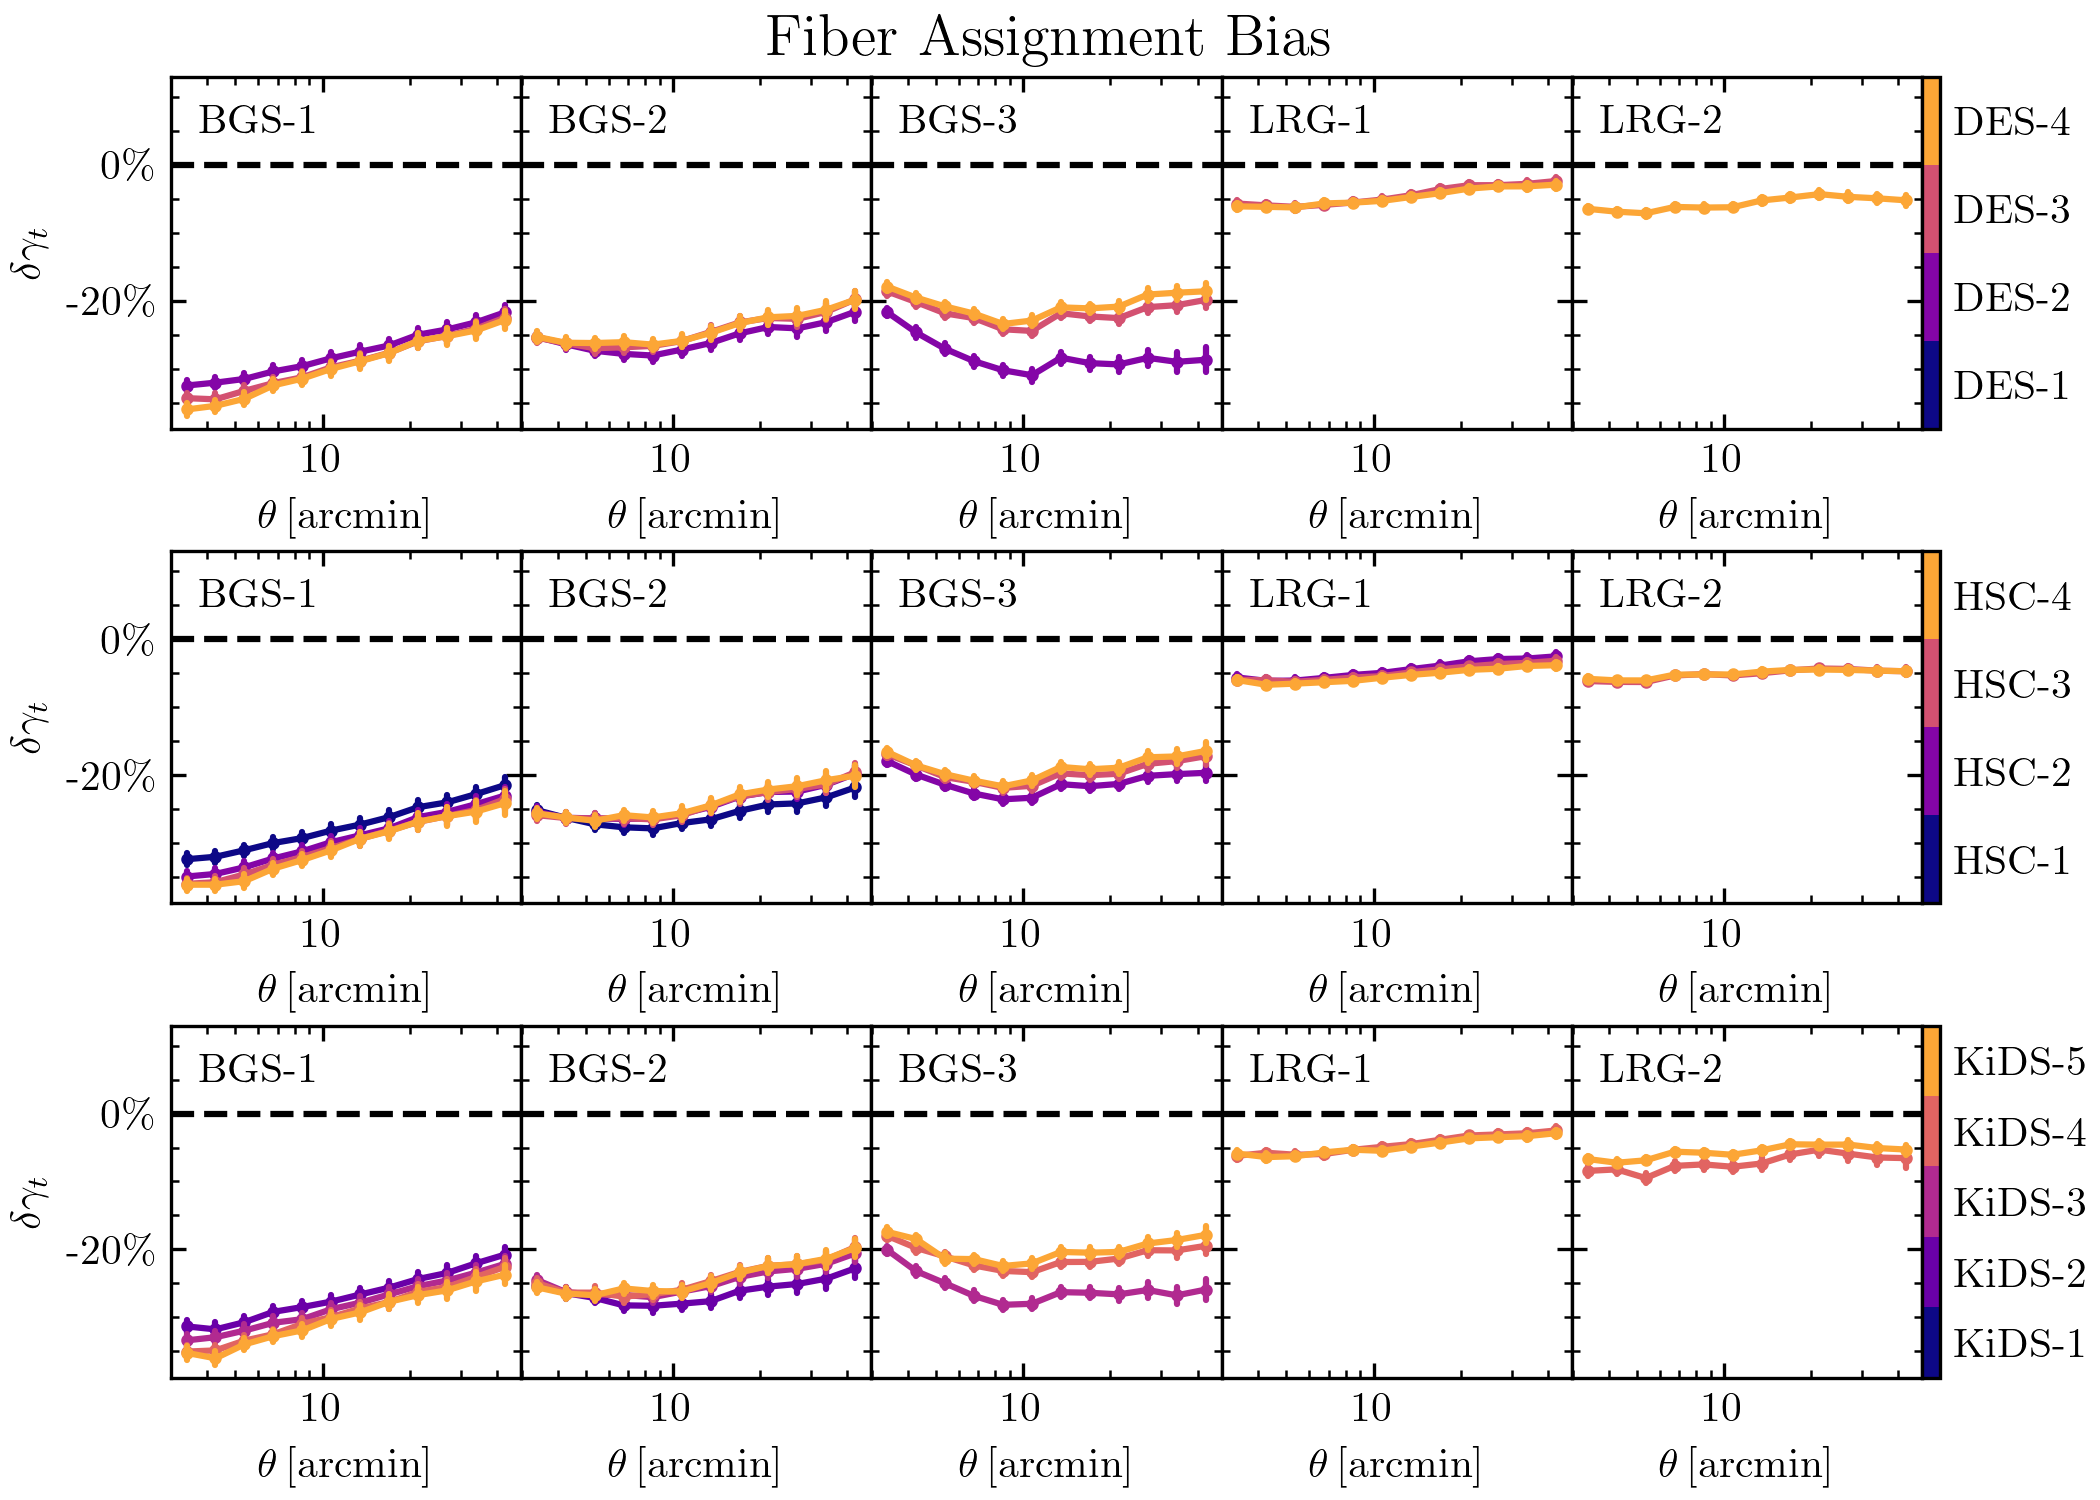 Fiber Assignment Bias
BGS-1 BGS-2 BGS-3 LRG-1 LRG-2
0%
-20%
δγt
10 10 10 10 10
θ [arcmin] θ [arcmin] θ [arcmin] θ [arcmin] θ [arcmin]
DES-4
DES-3
DES-2
DES-1
BGS-1 BGS-2 BGS-3 LRG-1 LRG-2
0%
-20%
δγt
10 10 10 10 10
θ [arcmin] θ [arcmin] θ [arcmin] θ [arcmin] θ [arcmin]
HSC-4
HSC-3
HSC-2
HSC-1
BGS-1 BGS-2 BGS-3 LRG-1 LRG-2
0%
-20%
δγt
10 10 10 10 10
θ [arcmin] θ [arcmin] θ [arcmin] θ [arcmin] θ [arcmin]
KiDS-5
KiDS-4
KiDS-3
KiDS-2
KiDS-1